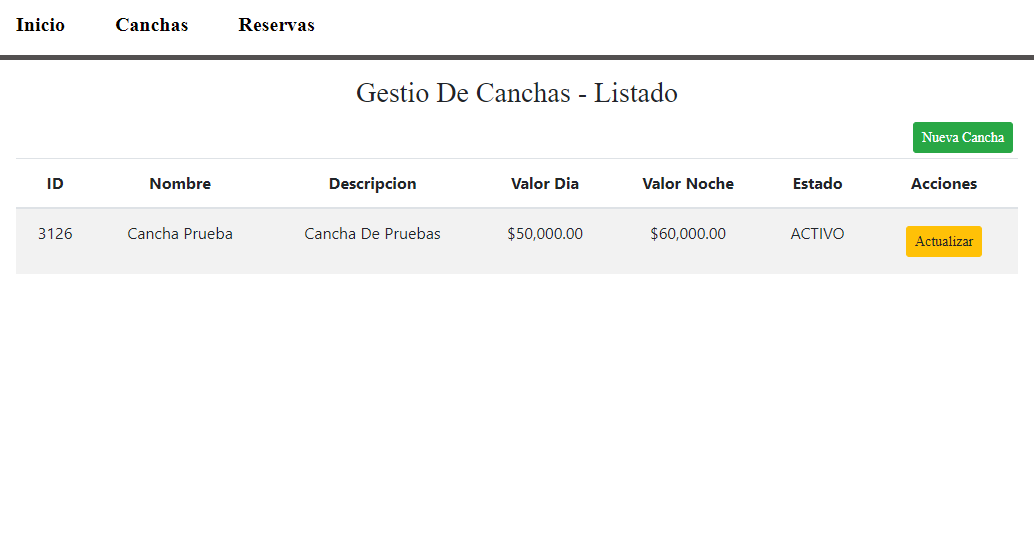 Inicio Canchas Reservas
Gestio De Canchas - Listado
Nueva Cancha
ID Nombre Descripcion Valor Dia Valor Noche Estado Acciones
3126 Cancha Prueba Cancha De Pruebas $50,000.00 $60,000.00 ACTIVO Actualizar